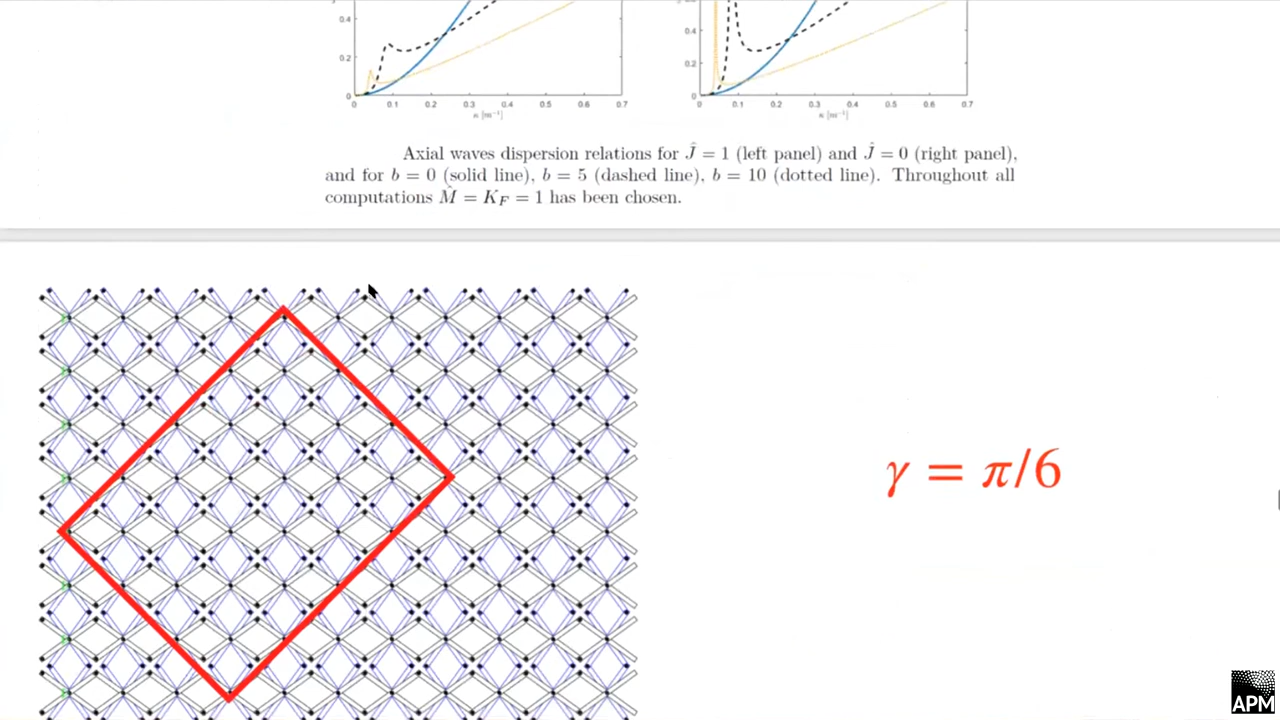 0.4
0.2
0
0 0.1 0.2 0.3 0.4 0.5 0.6 0.7
κ [m⁻¹]
0.4
0.2
0
0 0.1 0.2 0.3 0.4 0.5 0.6 0.7
κ [m⁻¹]
Axial waves dispersion relations for Ĵ = 1 (left panel) and Ĵ = 0 (right panel),
and for b = 0 (solid line), b = 5 (dashed line), b = 10 (dotted line). Throughout all
computations M̂ = K_F = 1 has been chosen.
γ = π/6
APM